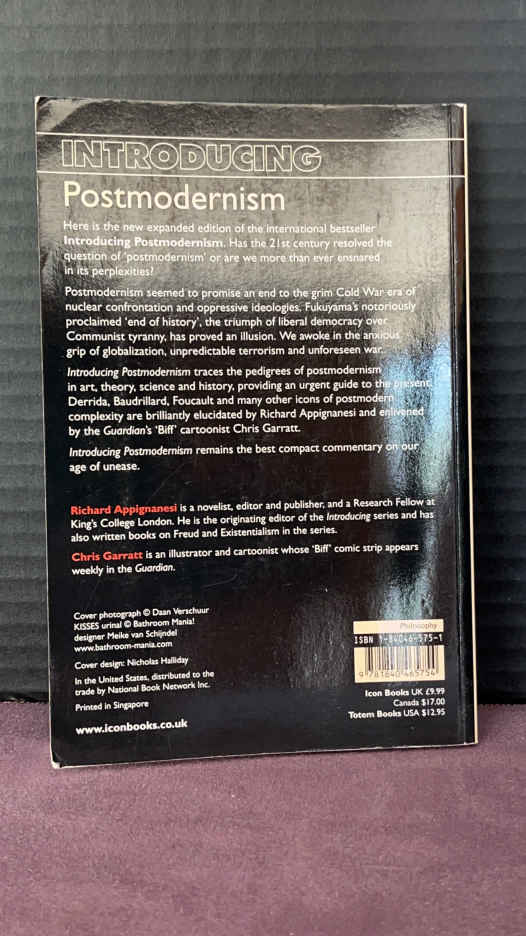 INTRODUCING
Postmodernism
Here is the new expanded edition of the international bestseller
Introducing Postmodernism. Has the 21st century resolved the
question of 'postmodernism' or are we more than ever ensnared
in its perplexities?
Postmodernism seemed to promise an end to the grim Cold War era of
nuclear confrontation and oppressive ideologies. Fukuyama's notoriously
proclaimed 'end of history', the triumph of liberal democracy over
Communist tyranny, has proved an illusion. We awoke in the anxious
grip of globalization, unpredictable terrorism and unforeseen war.
Introducing Postmodernism traces the pedigrees of postmodernism
in art, theory, science and history, providing an urgent guide to the present.
Derrida, Baudrillard, Foucault and many other icons of postmodern
complexity are brilliantly elucidated by Richard Appignanesi and enlivened
by the Guardian's 'Biff' cartoonist Chris Garratt.
Introducing Postmodernism remains the best compact commentary on our
age of unease.
Richard Appignanesi is a novelist, editor and publisher, and a Research Fellow at
King's College London. He is the originating editor of the Introducing series and has
also written books on Freud and Existentialism in the series.
Chris Garratt is an illustrator and cartoonist whose 'Biff' comic strip appears
weekly in the Guardian.
Cover photograph © Daan Verschuur
KISSES urinal © Bathroom Mania!
designer Meike van Schijndel
www.bathroom-mania.com
Cover design: Nicholas Halliday
In the United States, distributed to the
trade by National Book Network Inc.
Printed in Singapore
www.iconbooks.co.uk
Philosophy
ISBN 1-84046-575-1
9 781840 465754
Icon Books UK £9.99
Canada $17.00
Totem Books USA $12.95